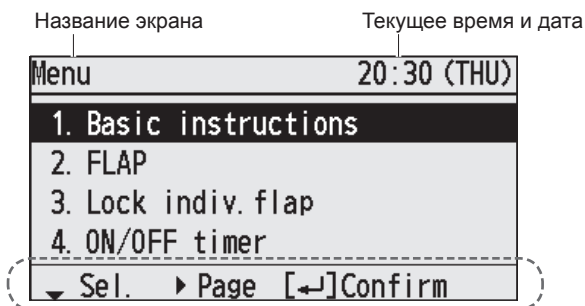 Название экрана Текущее время и дата
Menu 20:30 (THU)
1. Basic instructions
2. FLAP
3. Lock indiv.flap
4. ON/OFF timer
Sel. Page [↵]Confirm